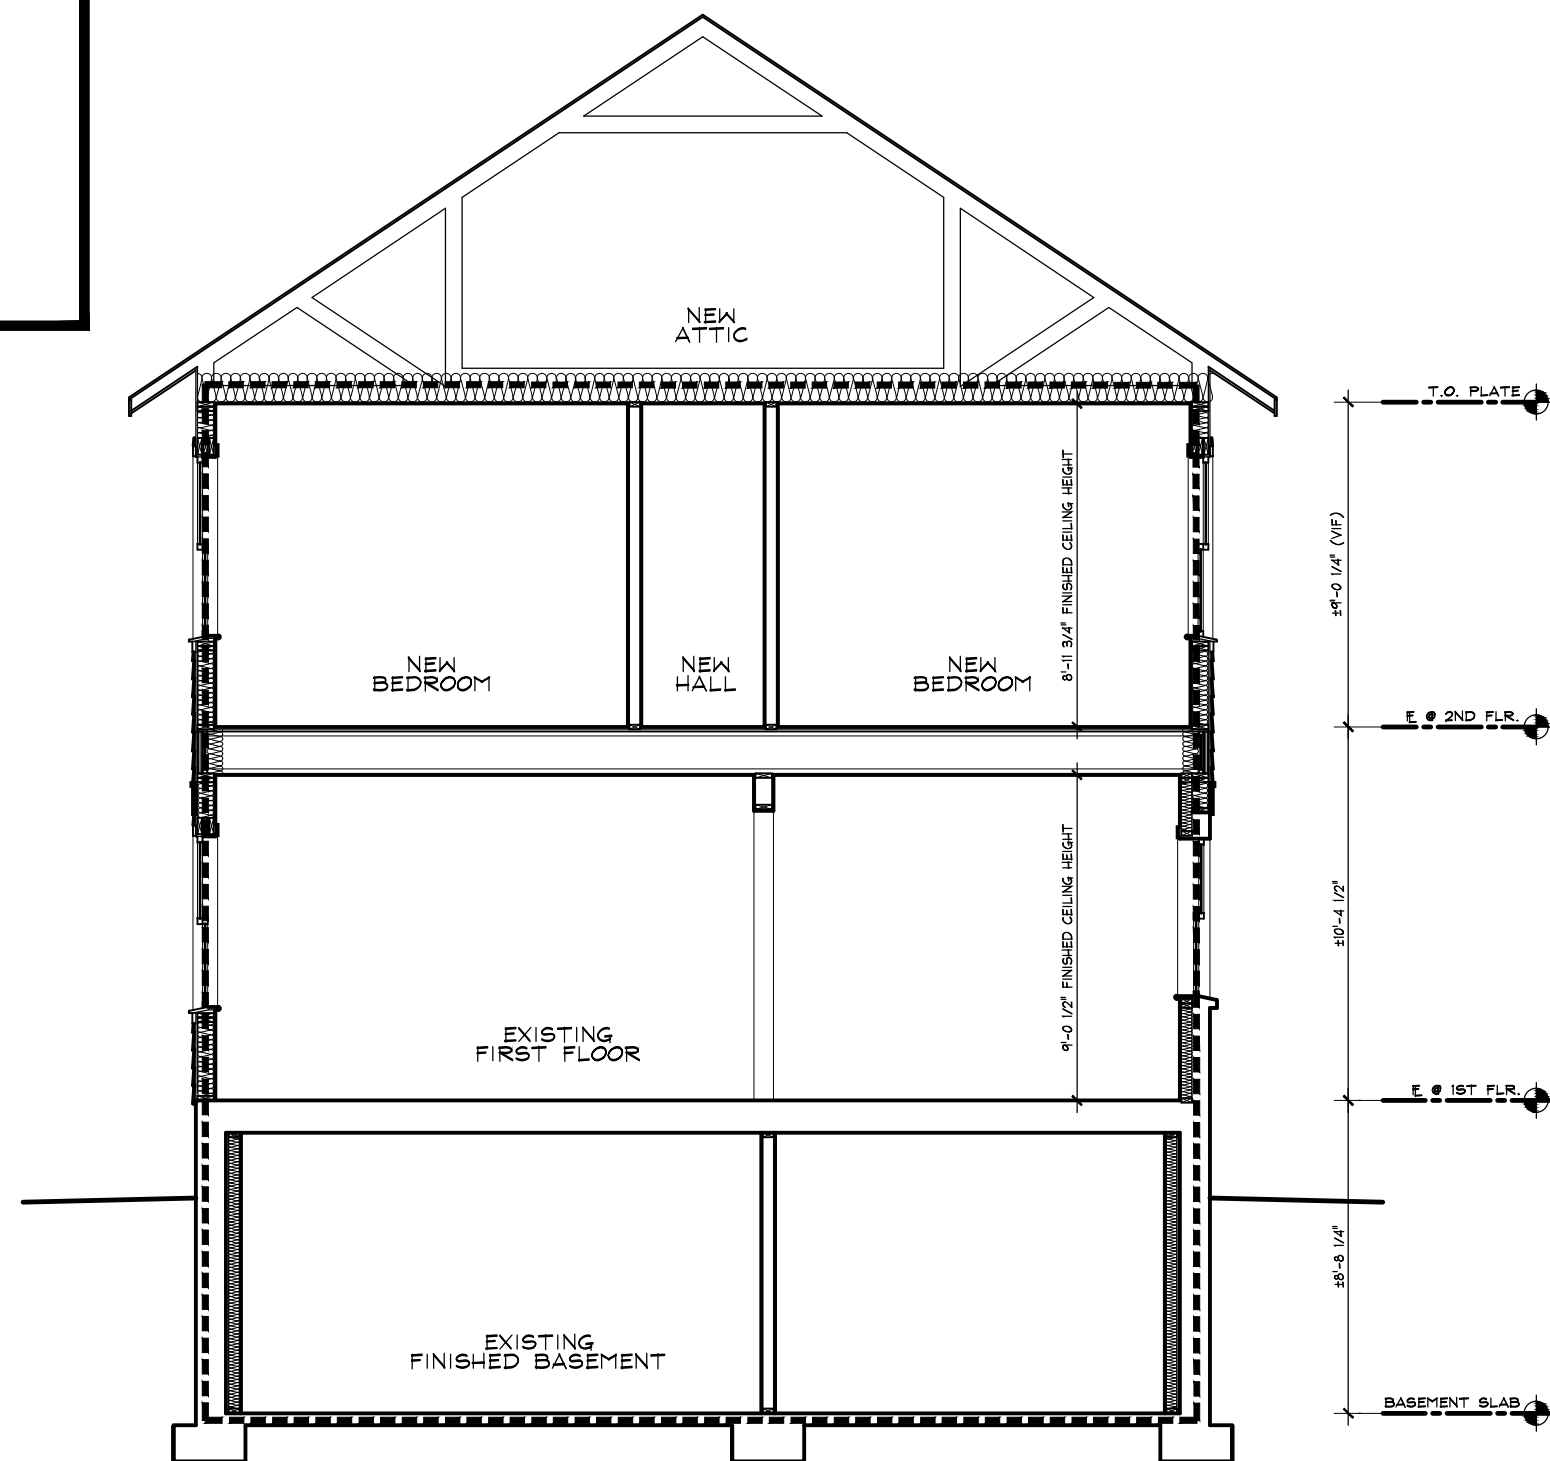 NEW
ATTIC
T.O. PLATE
8'-11 3/4" FINISHED CEILING HEIGHT
±9'-0 1/4" (VIF)
NEW
BEDROOM
NEW
HALL
NEW
BEDROOM
FF @ 2ND FLR.
9'-0 1/2" FINISHED CEILING HEIGHT
±10'-4 1/2"
EXISTING
FIRST FLOOR
FF @ 1ST FLR.
±8'-8 1/4"
EXISTING
FINISHED BASEMENT
BASEMENT SLAB